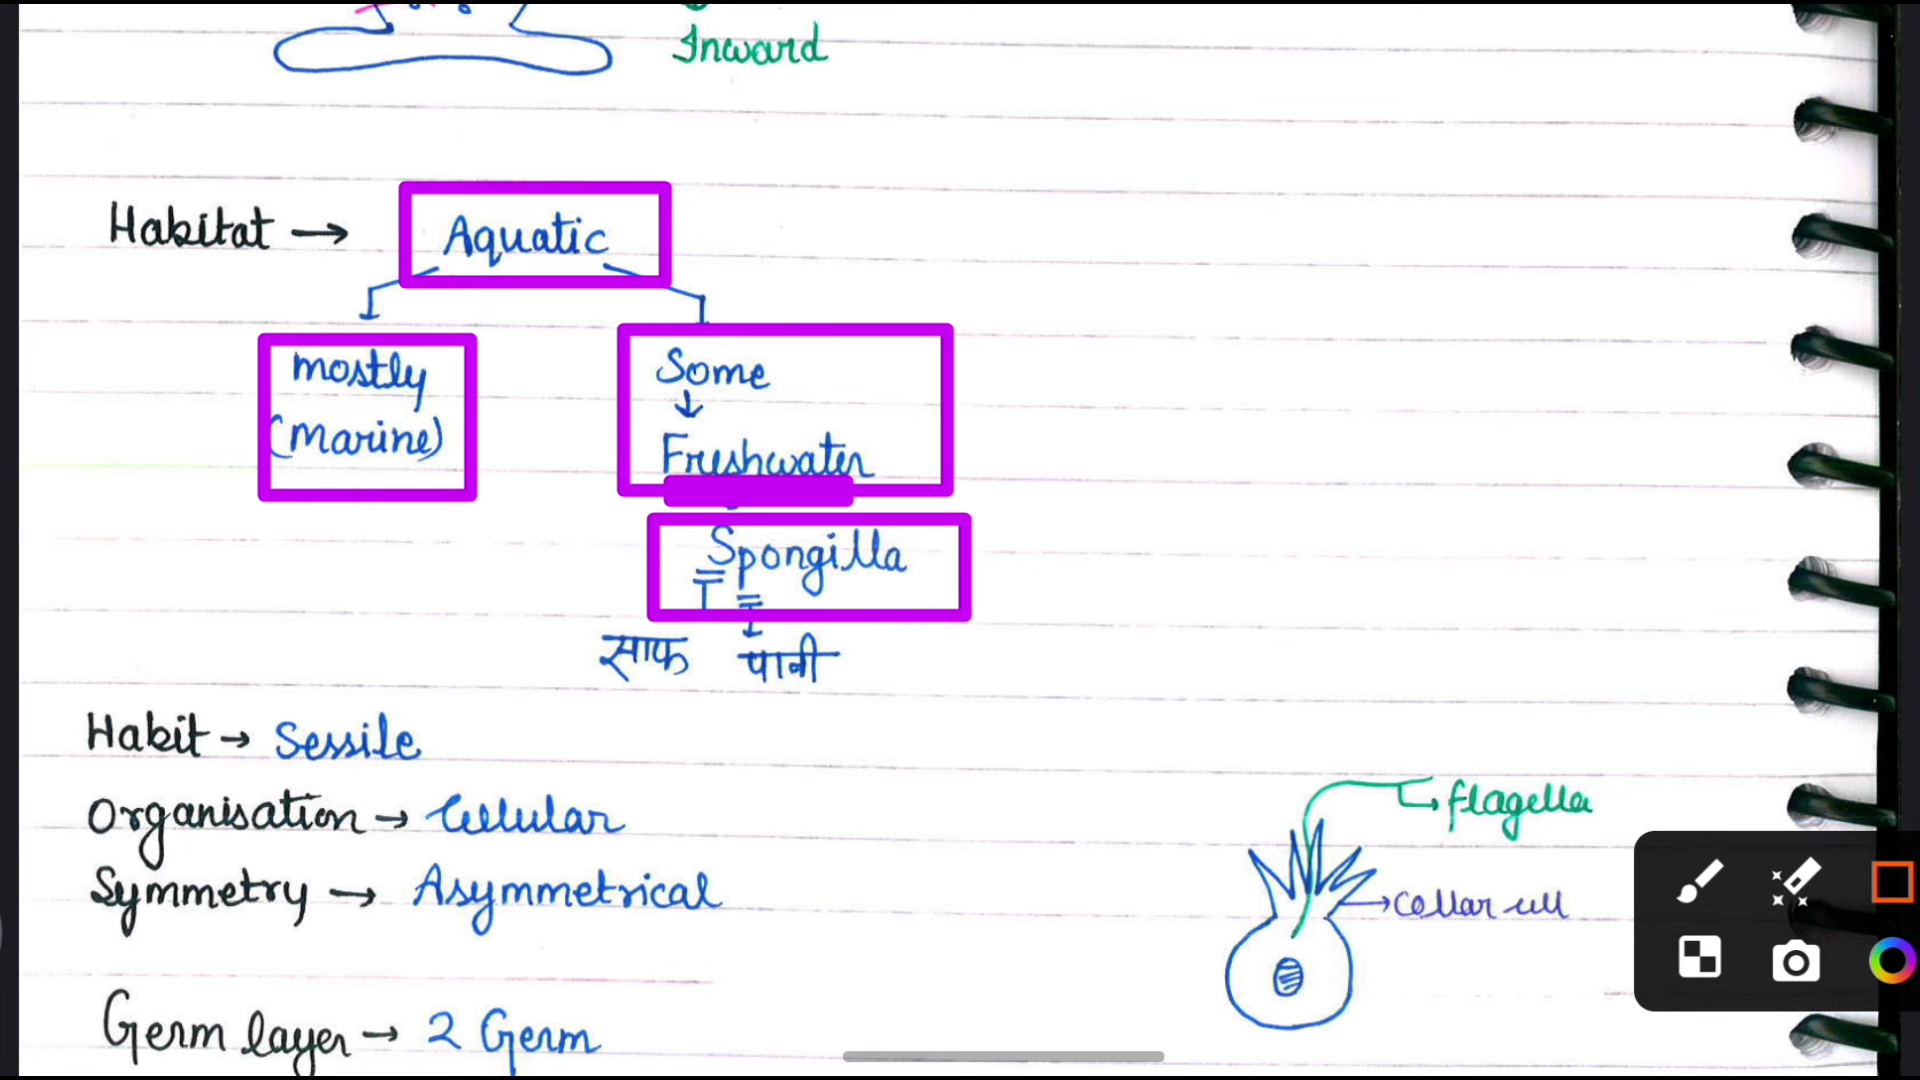 Inward
Habitat → Aquatic
mostly
(marine)
Some
↓
Freshwater
Spongilla
साफ पानी
Habit → Sessile
Organisation → Cellular
Symmetry → Asymmetrical
flagella
Collar cell
Germ layer → 2 Germ